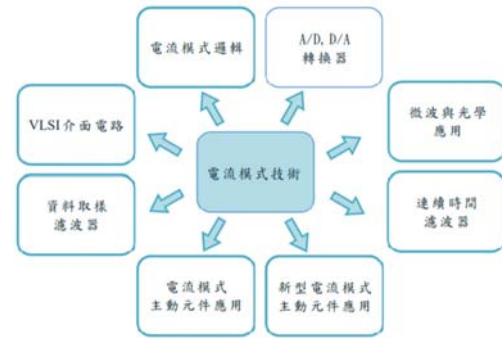 電流模式邏輯
A/D, D/A
轉換器
VLSI介面電路
微波與光學
應用
電流模式技術
資料取樣
濾波器
連續時間
濾波器
電流模式
主動元件應用
新型電流模式
主動元件應用